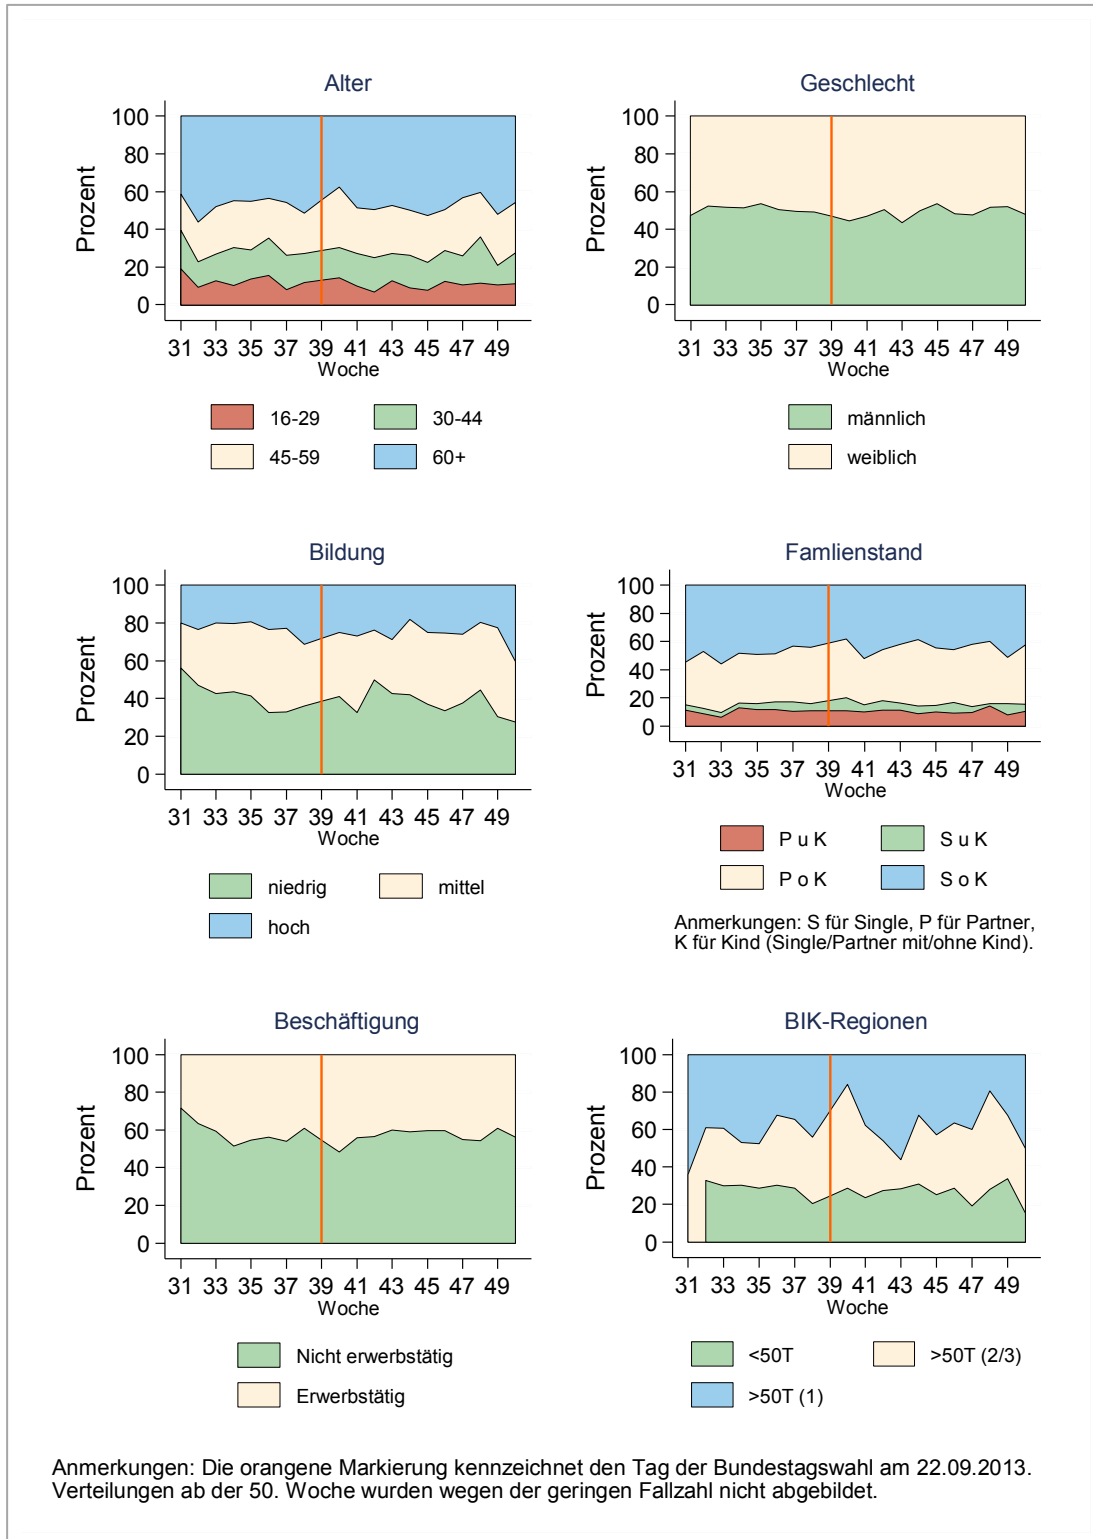 Alter
Prozent
100
80
60
40
20
0
31 33 35 37 39 41 43 45 47 49
Woche
16-29 30-44
45-59 60+
Geschlecht
Prozent
100
80
60
40
20
0
31 33 35 37 39 41 43 45 47 49
Woche
männlich
weiblich
Bildung
Prozent
100
80
60
40
20
0
31 33 35 37 39 41 43 45 47 49
Woche
niedrig mittel
hoch
Famlienstand
Prozent
100
80
60
40
20
0
31 33 35 37 39 41 43 45 47 49
Woche
P u K S u K
P o K S o K
Anmerkungen: S für Single, P für Partner,
K für Kind (Single/Partner mit/ohne Kind).
Beschäftigung
Prozent
100
80
60
40
20
0
31 33 35 37 39 41 43 45 47 49
Woche
Nicht erwerbstätig
Erwerbstätig
BIK-Regionen
Prozent
100
80
60
40
20
0
31 33 35 37 39 41 43 45 47 49
Woche
<50T >50T (2/3)
>50T (1)
Anmerkungen: Die orangene Markierung kennzeichnet den Tag der Bundestagswahl am 22.09.2013.
Verteilungen ab der 50. Woche wurden wegen der geringen Fallzahl nicht abgebildet.